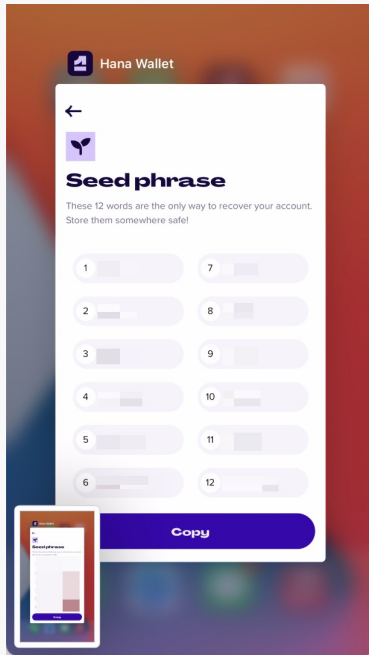 Hana Wallet
Seed phrase
These 12 words are the only way to recover your account.
Store them somewhere safe!
1
7
2
8
3
9
4
10
5
11
6
12
Copy
Seed phrase